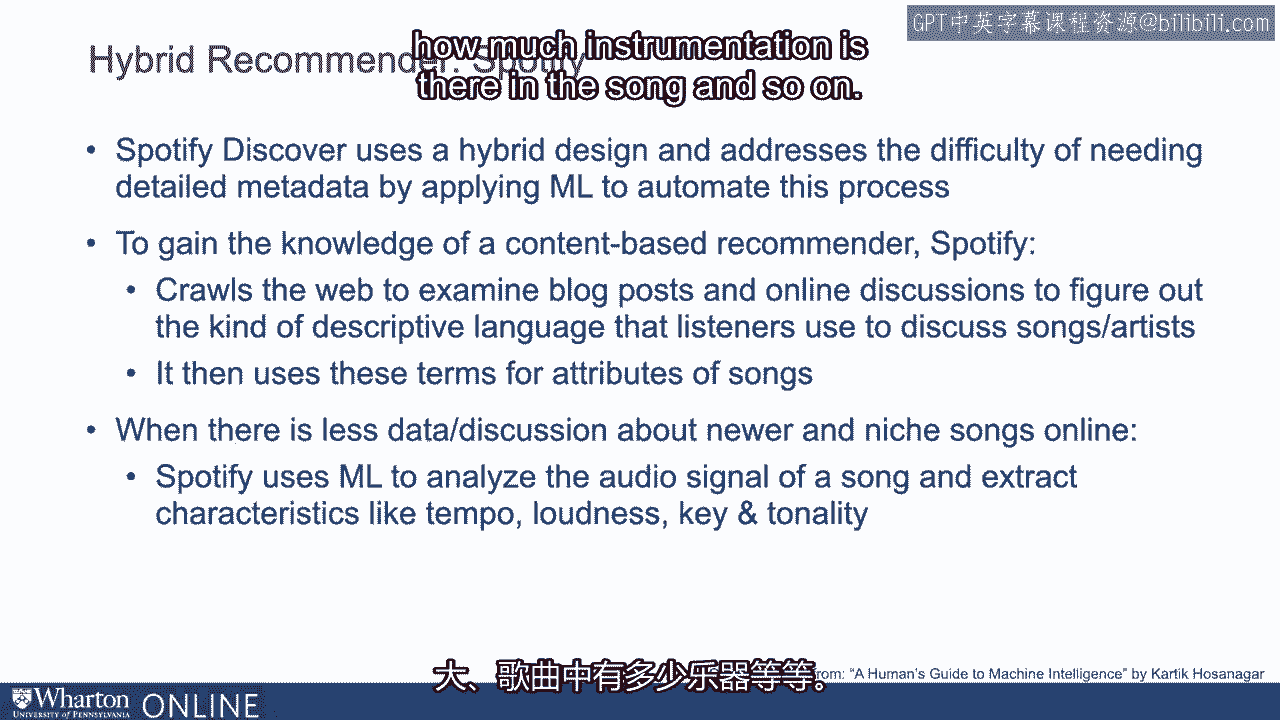 GPT中英字幕课程资源@bilibili.com
how much instrumentation is
there in the song and so on.
Hybrid Recommender: Spotify
• Spotify Discover uses a hybrid design and addresses the difficulty of needing
detailed metadata by applying ML to automate this process
• To gain the knowledge of a content-based recommender, Spotify:
• Crawls the web to examine blog posts and online discussions to figure out
the kind of descriptive language that listeners use to discuss songs/artists
• It then uses these terms for attributes of songs
• When there is less data/discussion about newer and niche songs online:
• Spotify uses ML to analyze the audio signal of a song and extract
characteristics like tempo, loudness, key & tonality
大、歌曲中有多少乐器等等。
from: “A Human’s Guide to Machine Intelligence” by Kartik Hosanagar
Wharton
UNIVERSITY of PENNSYLVANIA
ONLINE